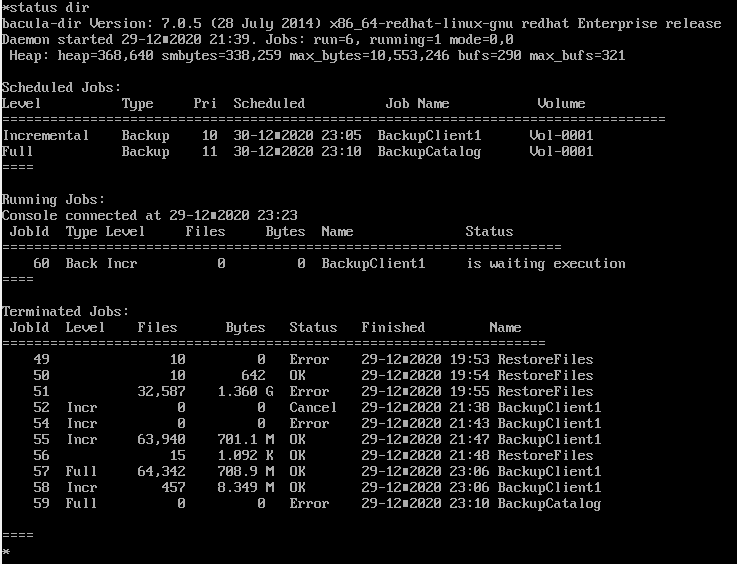 *status dir
bacula-dir Version: 7.0.5 (28 July 2014) x86_64-redhat-linux-gnu redhat Enterprise release
Daemon started 29-12■2020 21:39. Jobs: run=6, running=1 mode=0,0
 Heap: heap=368,640 smbytes=338,259 max_bytes=10,553,246 bufs=290 max_bufs=321

Scheduled Jobs:
Level          Type     Pri  Scheduled          Job Name           Volume
===================================================================================
Incremental    Backup    10  30-12■2020 23:05  BackupClient1      Vol-0001
Full           Backup    11  30-12■2020 23:10  BackupCatalog      Vol-0001
====

Running Jobs:
Console connected at 29-12■2020 23:23
 JobId  Type Level     Files     Bytes  Name              Status
======================================================================
    60  Back Incr          0         0  BackupClient1     is waiting execution
====

Terminated Jobs:
 JobId  Level    Files      Bytes   Status   Finished        Name
====================================================================
    49               10         0   Error    29-12■2020 19:53 RestoreFiles
    50               10       642   OK       29-12■2020 19:54 RestoreFiles
    51           32,587   1.360 G   Error    29-12■2020 19:55 RestoreFiles
    52  Incr          0         0   Cancel   29-12■2020 21:38 BackupClient1
    54  Incr          0         0   Error    29-12■2020 21:43 BackupClient1
    55  Incr     63,940   701.1 M  OK       29-12■2020 21:47 BackupClient1
    56               15   1.092 K  OK       29-12■2020 21:48 RestoreFiles
    57  Full     64,342   708.9 M  OK       29-12■2020 23:06 BackupClient1
    58  Incr        457   8.349 M  OK       29-12■2020 23:06 BackupClient1
    59  Full          0         0   Error    29-12■2020 23:10 BackupCatalog

====
*